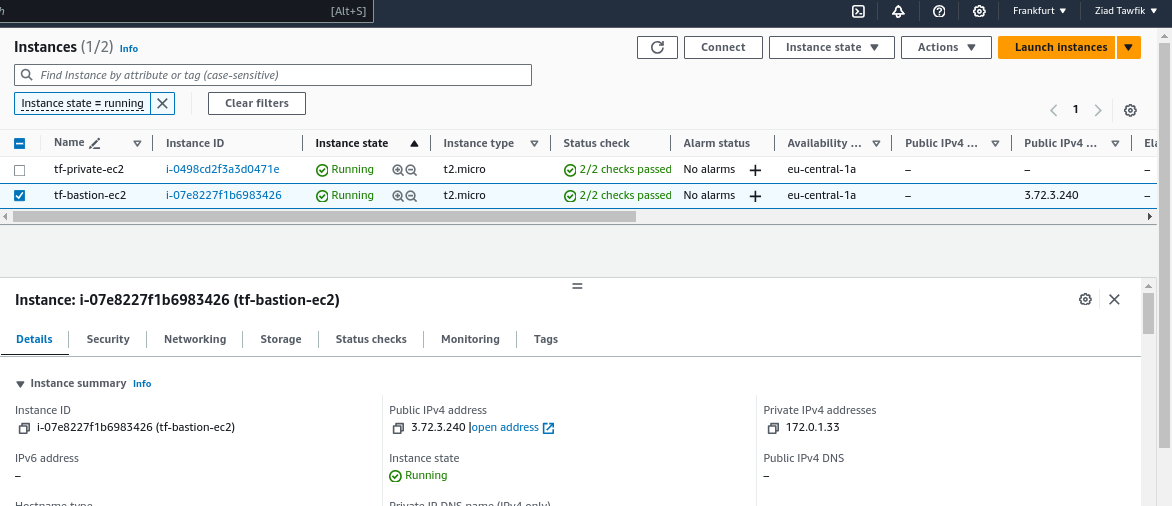 [Alt+S] Frankfurt ▼ Ziad Tawfik ▼
Instances (1/2) Info
Connect Instance state ▼ Actions ▼ Launch instances ▼
Find Instance by attribute or tag (case-sensitive)
Instance state = running Clear filters
1
Name Instance ID Instance state Instance type Status check Alarm status Availability ... Public IPv4 ... Public IPv4 ... Ela
tf-private-ec2 i-0498cd2f3a3d0471e Running t2.micro 2/2 checks passed No alarms + eu-central-1a – – –
tf-bastion-ec2 i-07e8227f1b6983426 Running t2.micro 2/2 checks passed No alarms + eu-central-1a – 3.72.3.240 –
Instance: i-07e8227f1b6983426 (tf-bastion-ec2)
Details Security Networking Storage Status checks Monitoring Tags
▼ Instance summary Info
Instance ID Public IPv4 address Private IPv4 addresses
i-07e8227f1b6983426 (tf-bastion-ec2) 3.72.3.240 |open address 172.0.1.33
IPv6 address Instance state Public IPv4 DNS
– Running –
Hostname type Private IP DNS name (IPv4 only)